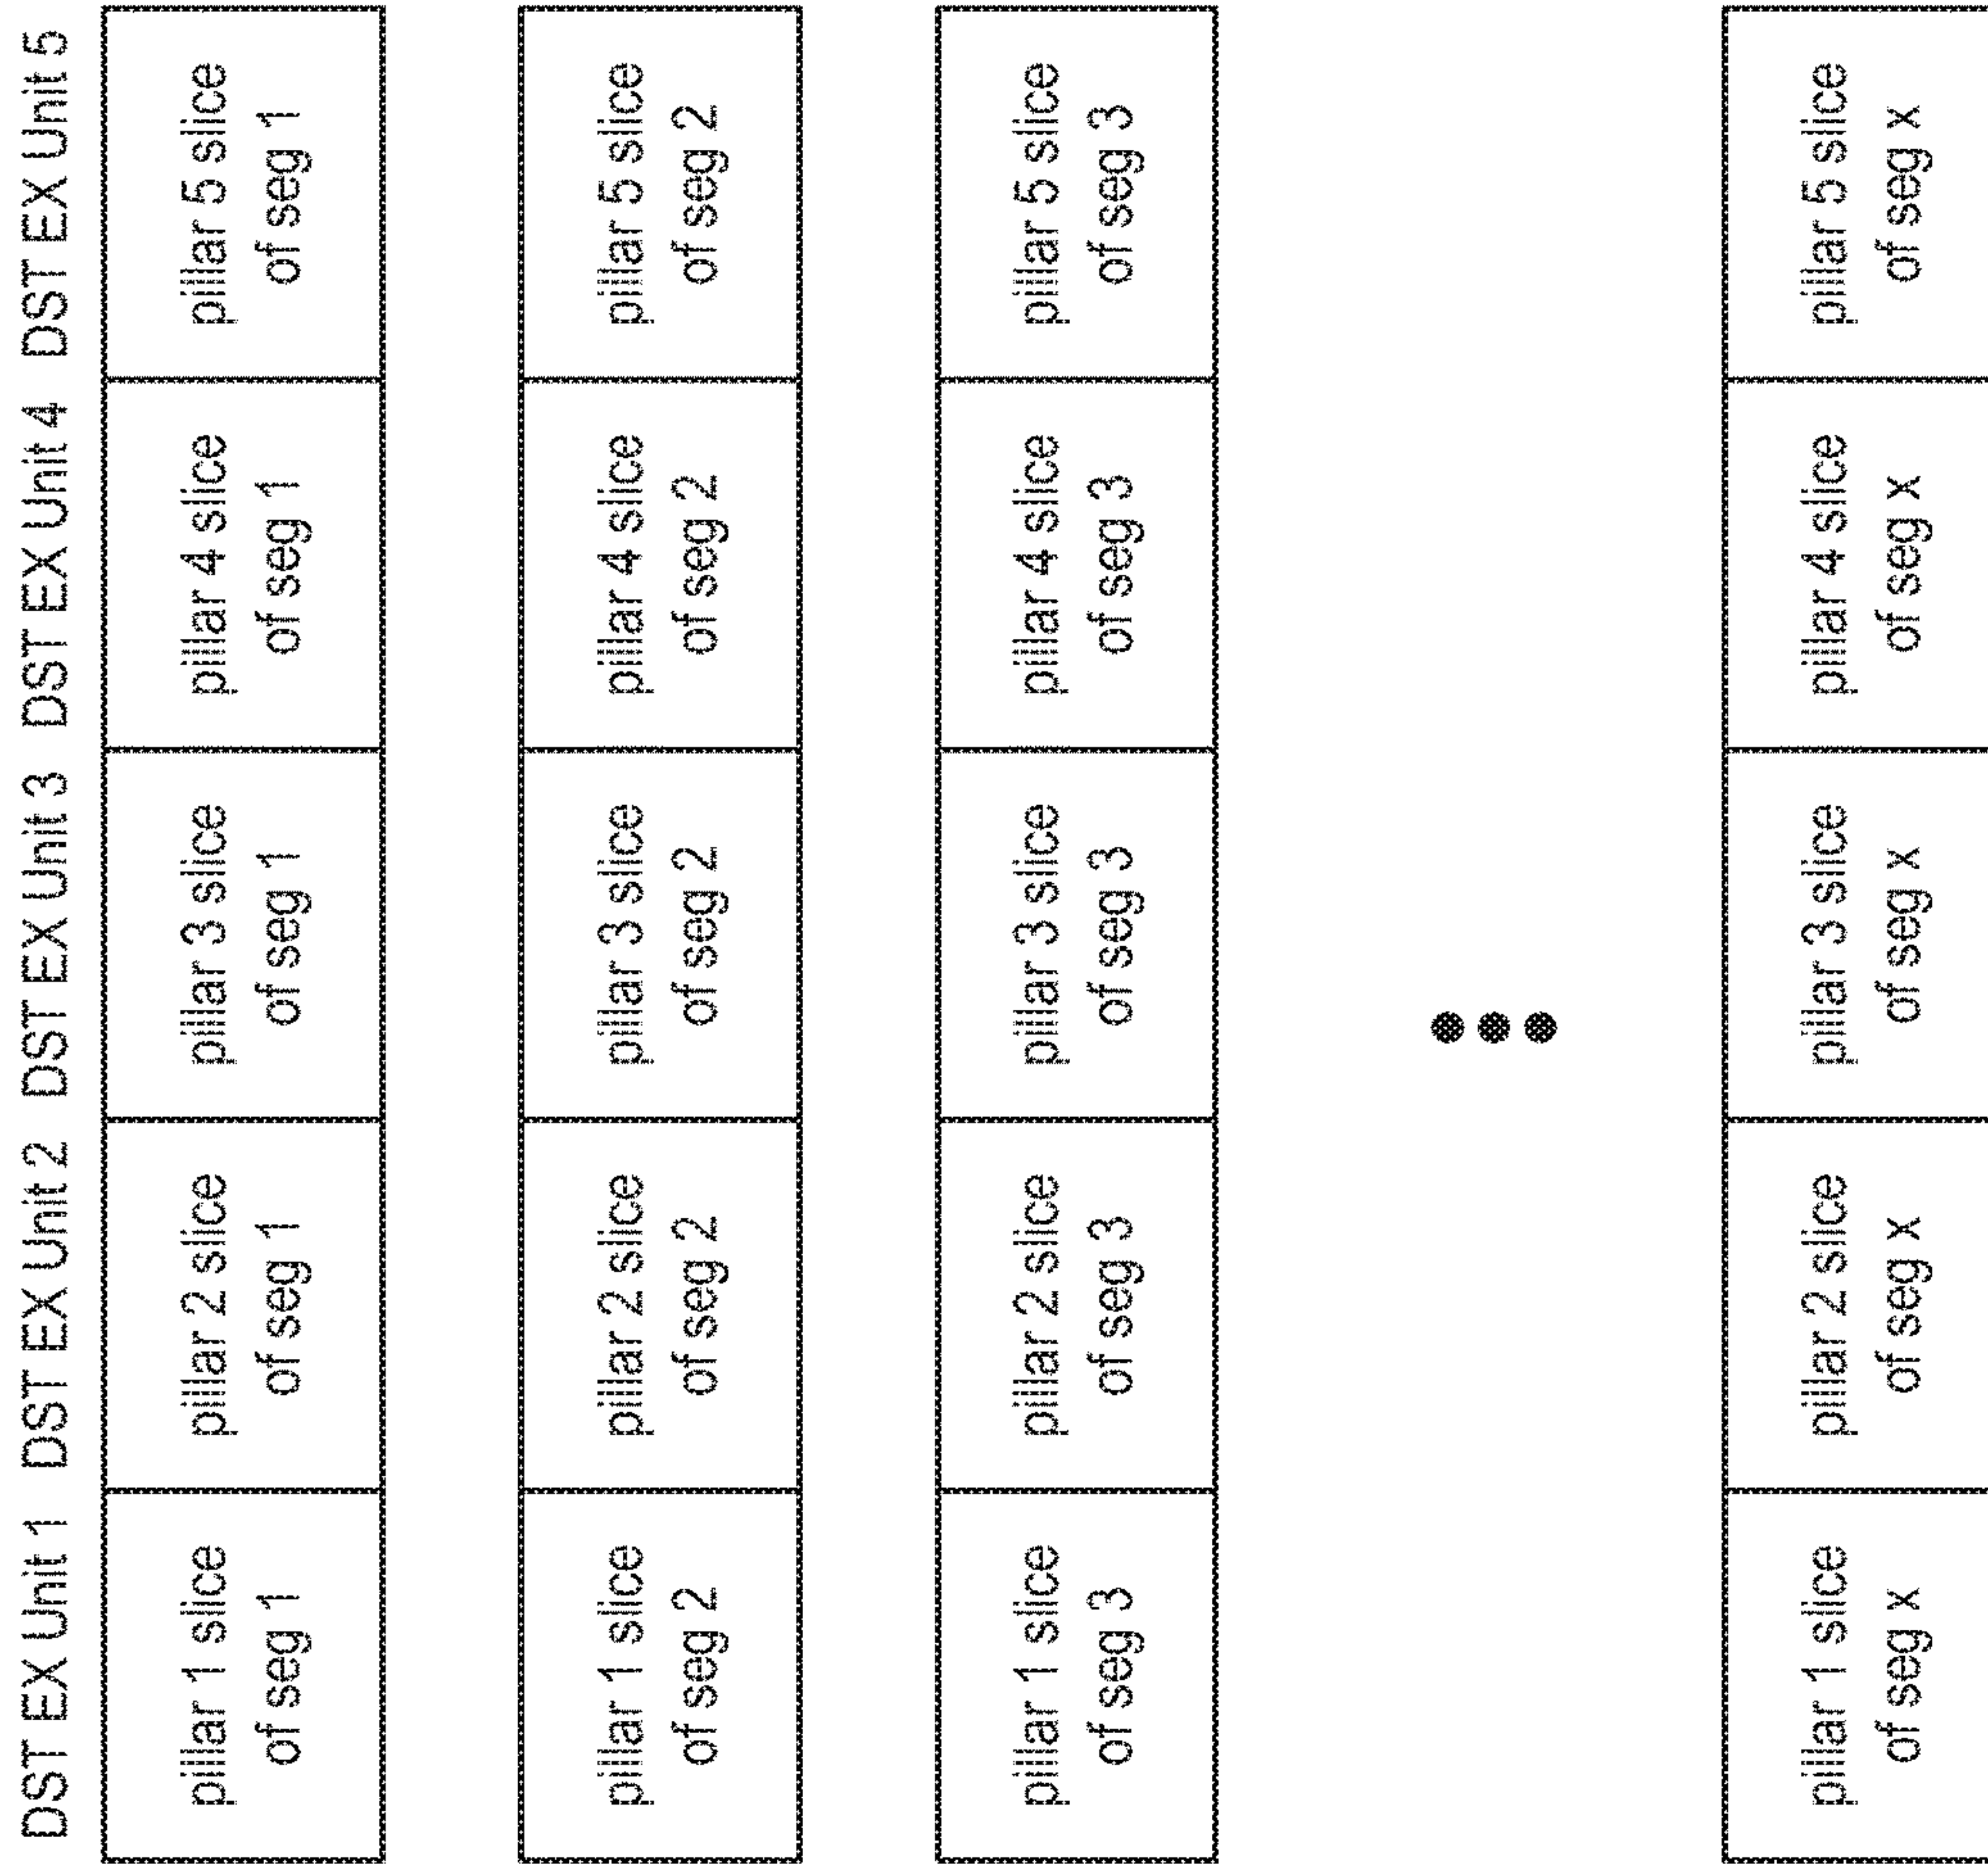 DST EX Unit 1 DST EX Unit 2 DST EX Unit 3 DST EX Unit 4 DST EX Unit 5
pillar 1 slice
of seg 1
pillar 2 slice
of seg 1
pillar 3 slice
of seg 1
pillar 4 slice
of seg 1
pillar 5 slice
of seg 1
pillar 1 slice
of seg 2
pillar 2 slice
of seg 2
pillar 3 slice
of seg 2
pillar 4 slice
of seg 2
pillar 5 slice
of seg 2
pillar 1 slice
of seg 3
pillar 2 slice
of seg 3
pillar 3 slice
of seg 3
pillar 4 slice
of seg 3
pillar 5 slice
of seg 3
pillar 1 slice
of seg x
pillar 2 slice
of seg x
pillar 3 slice
of seg x
pillar 4 slice
of seg x
pillar 5 slice
of seg x